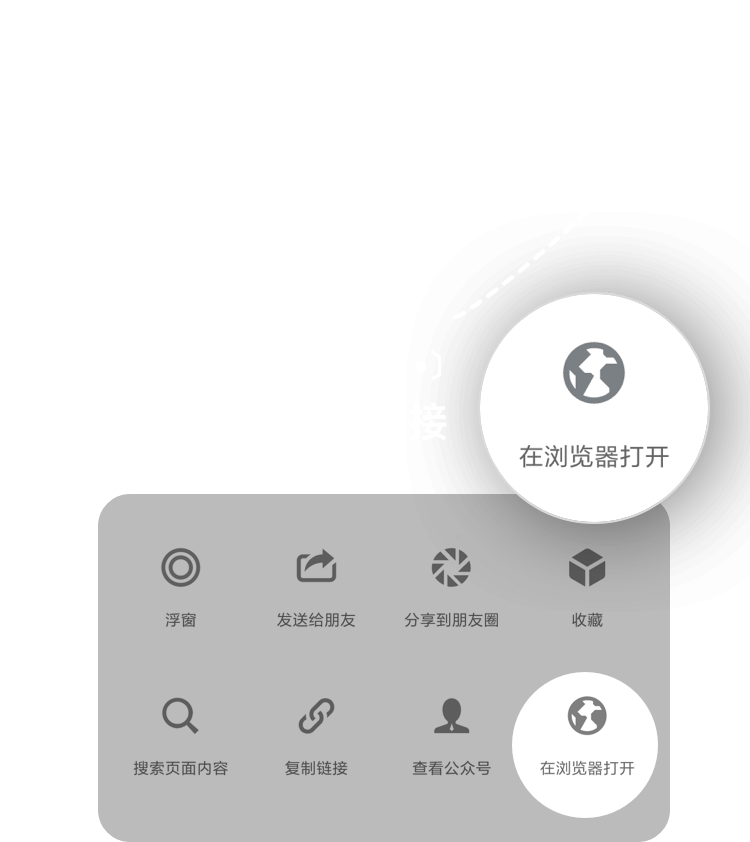 接
在浏览器打开
浮窗
发送给朋友
分享到朋友圈
收藏
搜索页面内容
复制链接
查看公众号
在浏览器打开